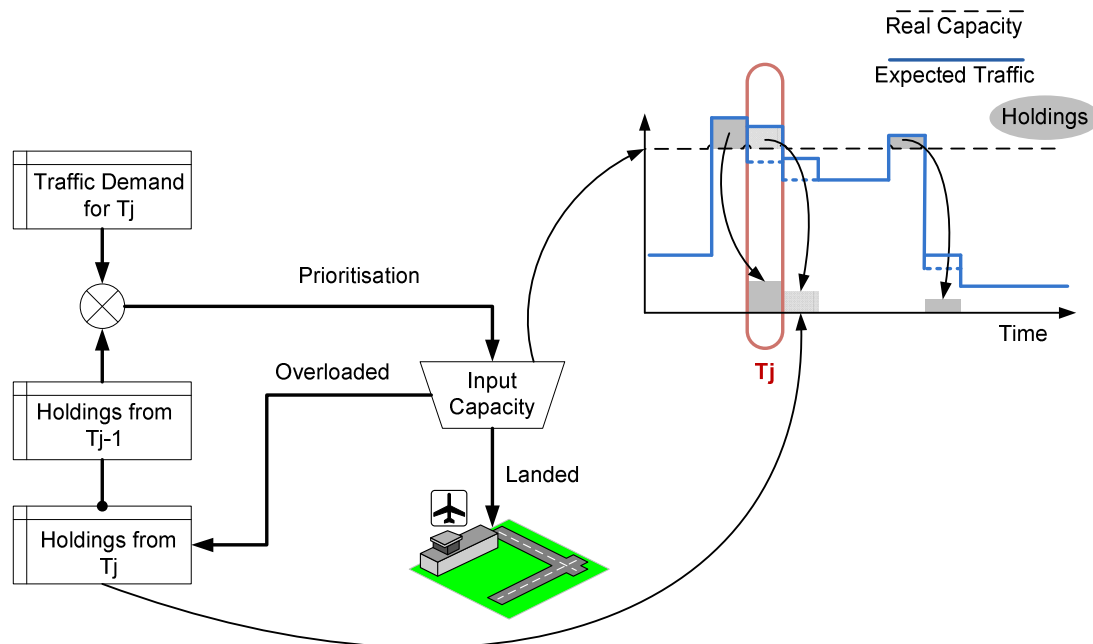 Real Capacity
Expected Traffic
Holdings
Traffic Demand
for Tj
Prioritisation
Time
Overloaded
Tj
Input
Capacity
Holdings from
Tj-1
Landed
Holdings from
Tj